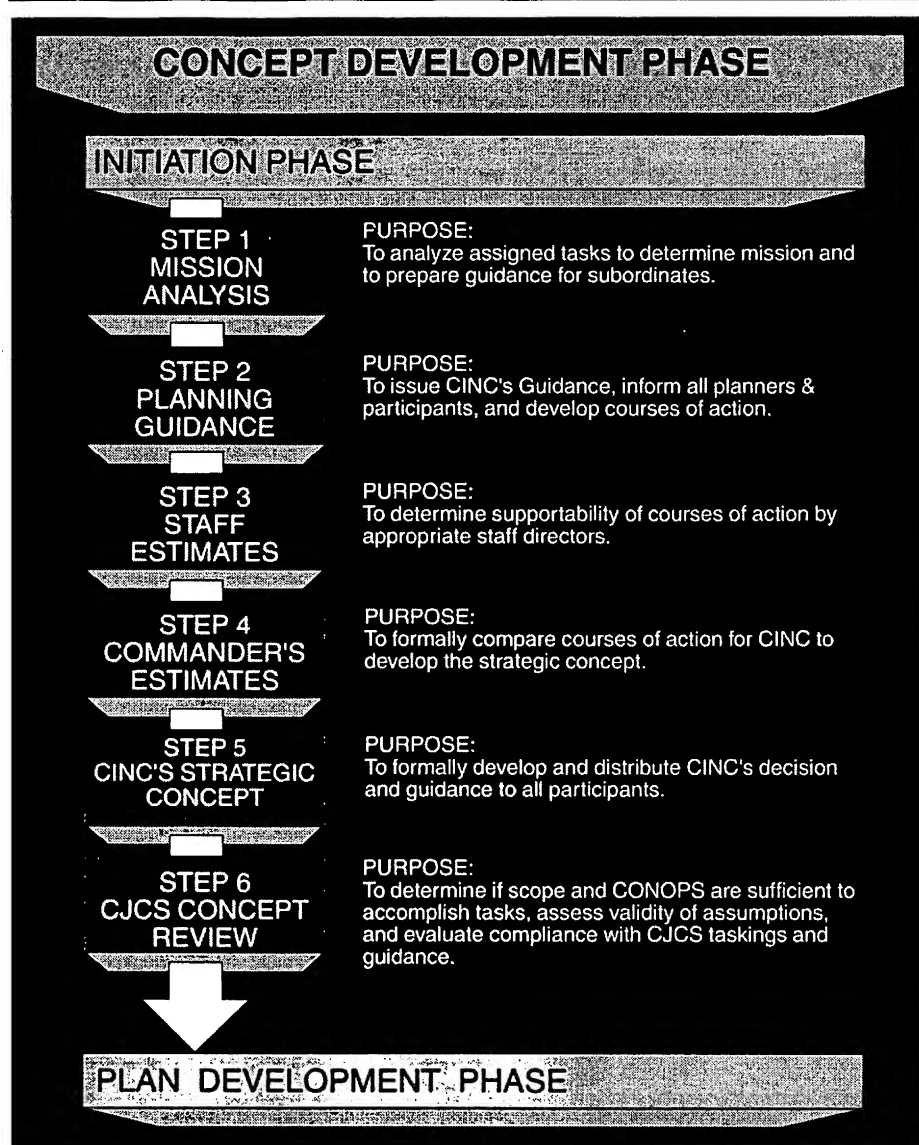 CONCEPT DEVELOPMENT PHASE
INITIATION PHASE
STEP 1
MISSION
ANALYSIS
PURPOSE:
To analyze assigned tasks to determine mission and
to prepare guidance for subordinates.
STEP 2
PLANNING
GUIDANCE
PURPOSE:
To issue CINC's Guidance, inform all planners &
participants, and develop courses of action.
STEP 3
STAFF
ESTIMATES
PURPOSE:
To determine supportability of courses of action by
appropriate staff directors.
STEP 4
COMMANDER'S
ESTIMATES
PURPOSE:
To formally compare courses of action for CINC to
develop the strategic concept.
STEP 5
CINC'S STRATEGIC
CONCEPT
PURPOSE:
To formally develop and distribute CINC's decision
and guidance to all participants.
STEP 6
CJCS CONCEPT
REVIEW
PURPOSE:
To determine if scope and CONOPS are sufficient to
accomplish tasks, assess validity of assumptions,
and evaluate compliance with CJCS taskings and
guidance.
PLAN DEVELOPMENT PHASE